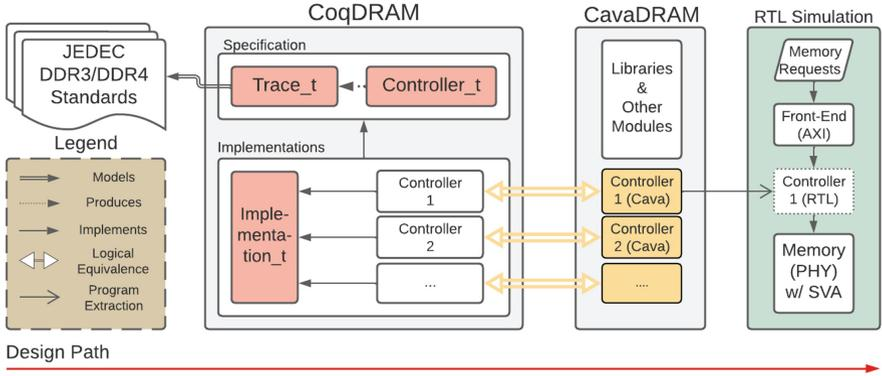 CoqDRAM
CavaDRAM
RTL Simulation
JEDEC
DDR3/DDR4
Standards
Specification
Trace_t
Controller_t
Libraries
&
Other
Modules
Memory
Requests
Front-End
(AXI)
Legend
Models
Produces
Implements
Logical
Equivalence
Program
Extraction
Implementations
Imple-
menta-
tion_t
Controller
1
Controller
2
...
Controller
1 (Cava)
Controller
2 (Cava)
....
Controller
1 (RTL)
Memory
(PHY)
w/ SVA
Design Path